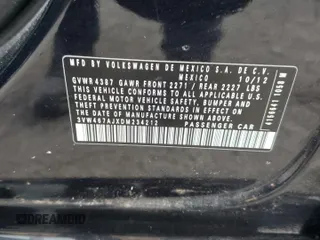 MFD. BY VOLKSWAGEN DE MEXICO S.A. DE C.V.
MEXICO 10/12
GVWR 4387 GAWR FRONT 2271 / REAR 2227 LBS
THIS VEHICLE CONFORMS TO ALL APPLICABLE
FEDERAL MOTOR VEHICLE SAFETY, BUMPER AND
THEFT PREVENTION STANDARDS IN EFFECT ON THE
DATE OF MANUFACTURE SHOWN ABOVE.
3VW467AJXDM234212 PASSENGER CAR